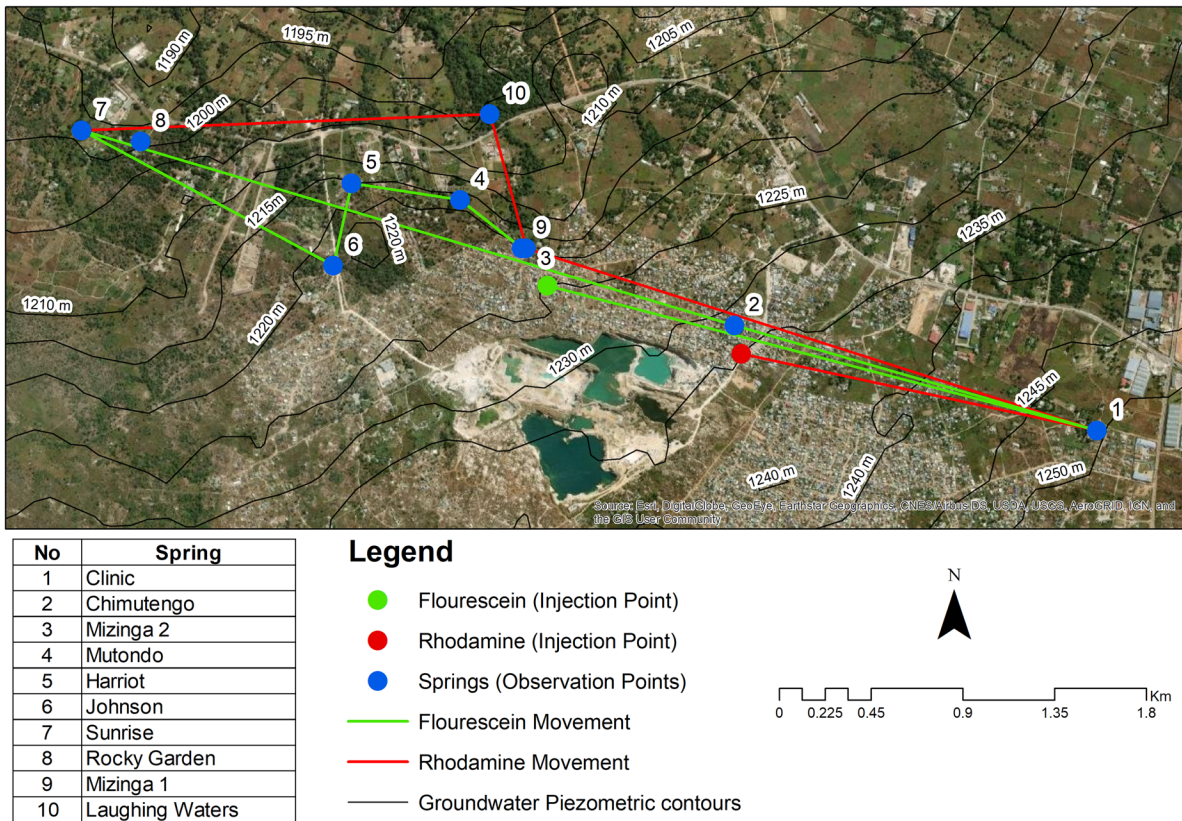 1190 m
1195 m
1205 m
10
7
8
1200 m
1210 m
5
4
1225 m
1215m
1220 m
1235 m
9
6
3
1210 m
2
1220 m
1230 m
1245 m
1
1240 m
1240 m
1250 m
Source: Esri, DigitalGlobe, GeoEye, Earthstar Geographics, CNES/Airbus DS, USDA, USGS, AeroGRID, IGN, and
the GIS User Community
No Spring
1 Clinic
2 Chimutengo
3 Mizinga 2
4 Mutondo
5 Harriot
6 Johnson
7 Sunrise
8 Rocky Garden
9 Mizinga 1
10 Laughing Waters
Legend
Flourescein (Injection Point)
Rhodamine (Injection Point)
Springs (Observation Points)
Flourescein Movement
Rhodamine Movement
Groundwater Piezometric contours
N
Km
0 0.225 0.45 0.9 1.35 1.8